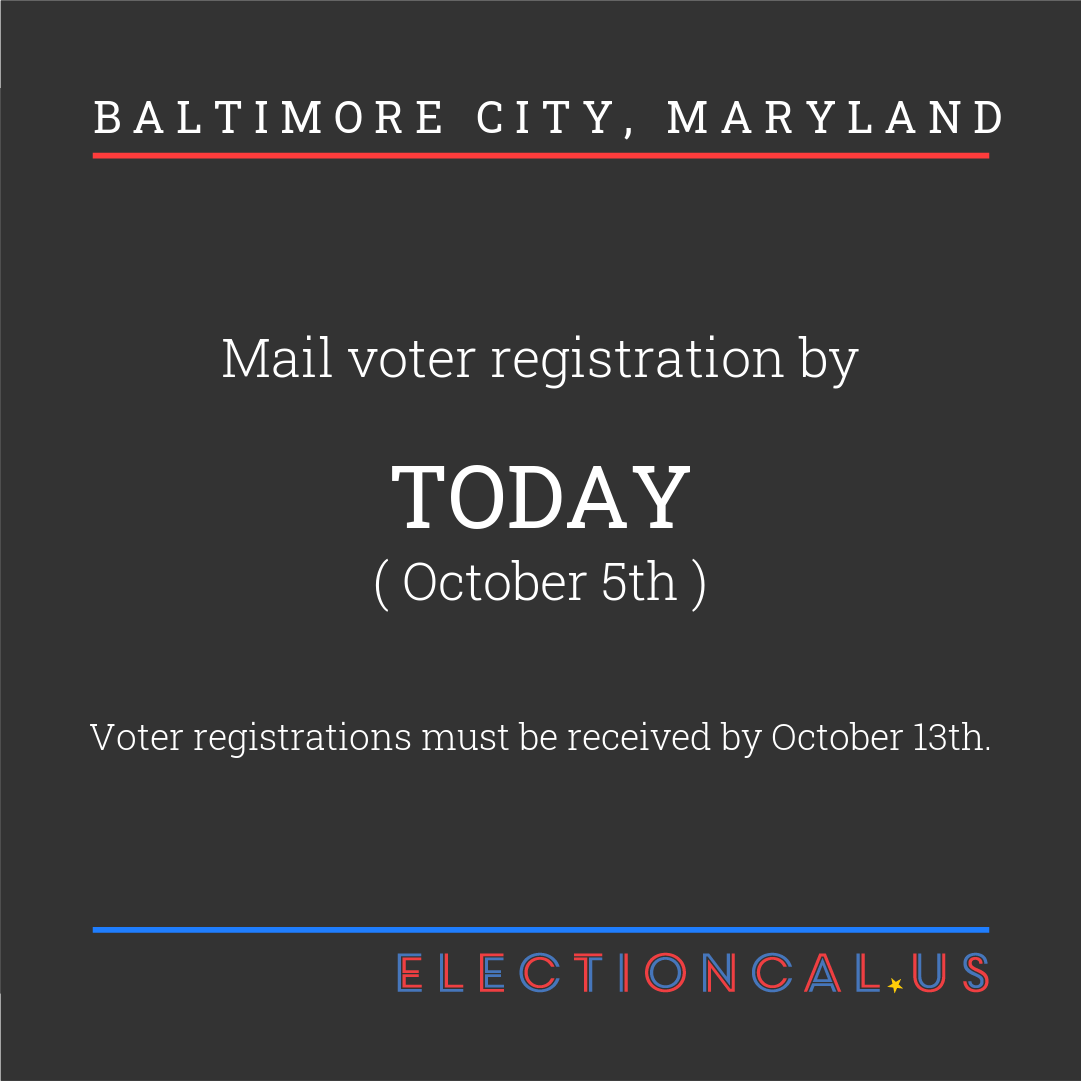 BALTIMORE CITY, MARYLAND
Mail voter registration by
TODAY
( October 5th )
Voter registrations must be received by October 13th.
ELECTIONCAL.US